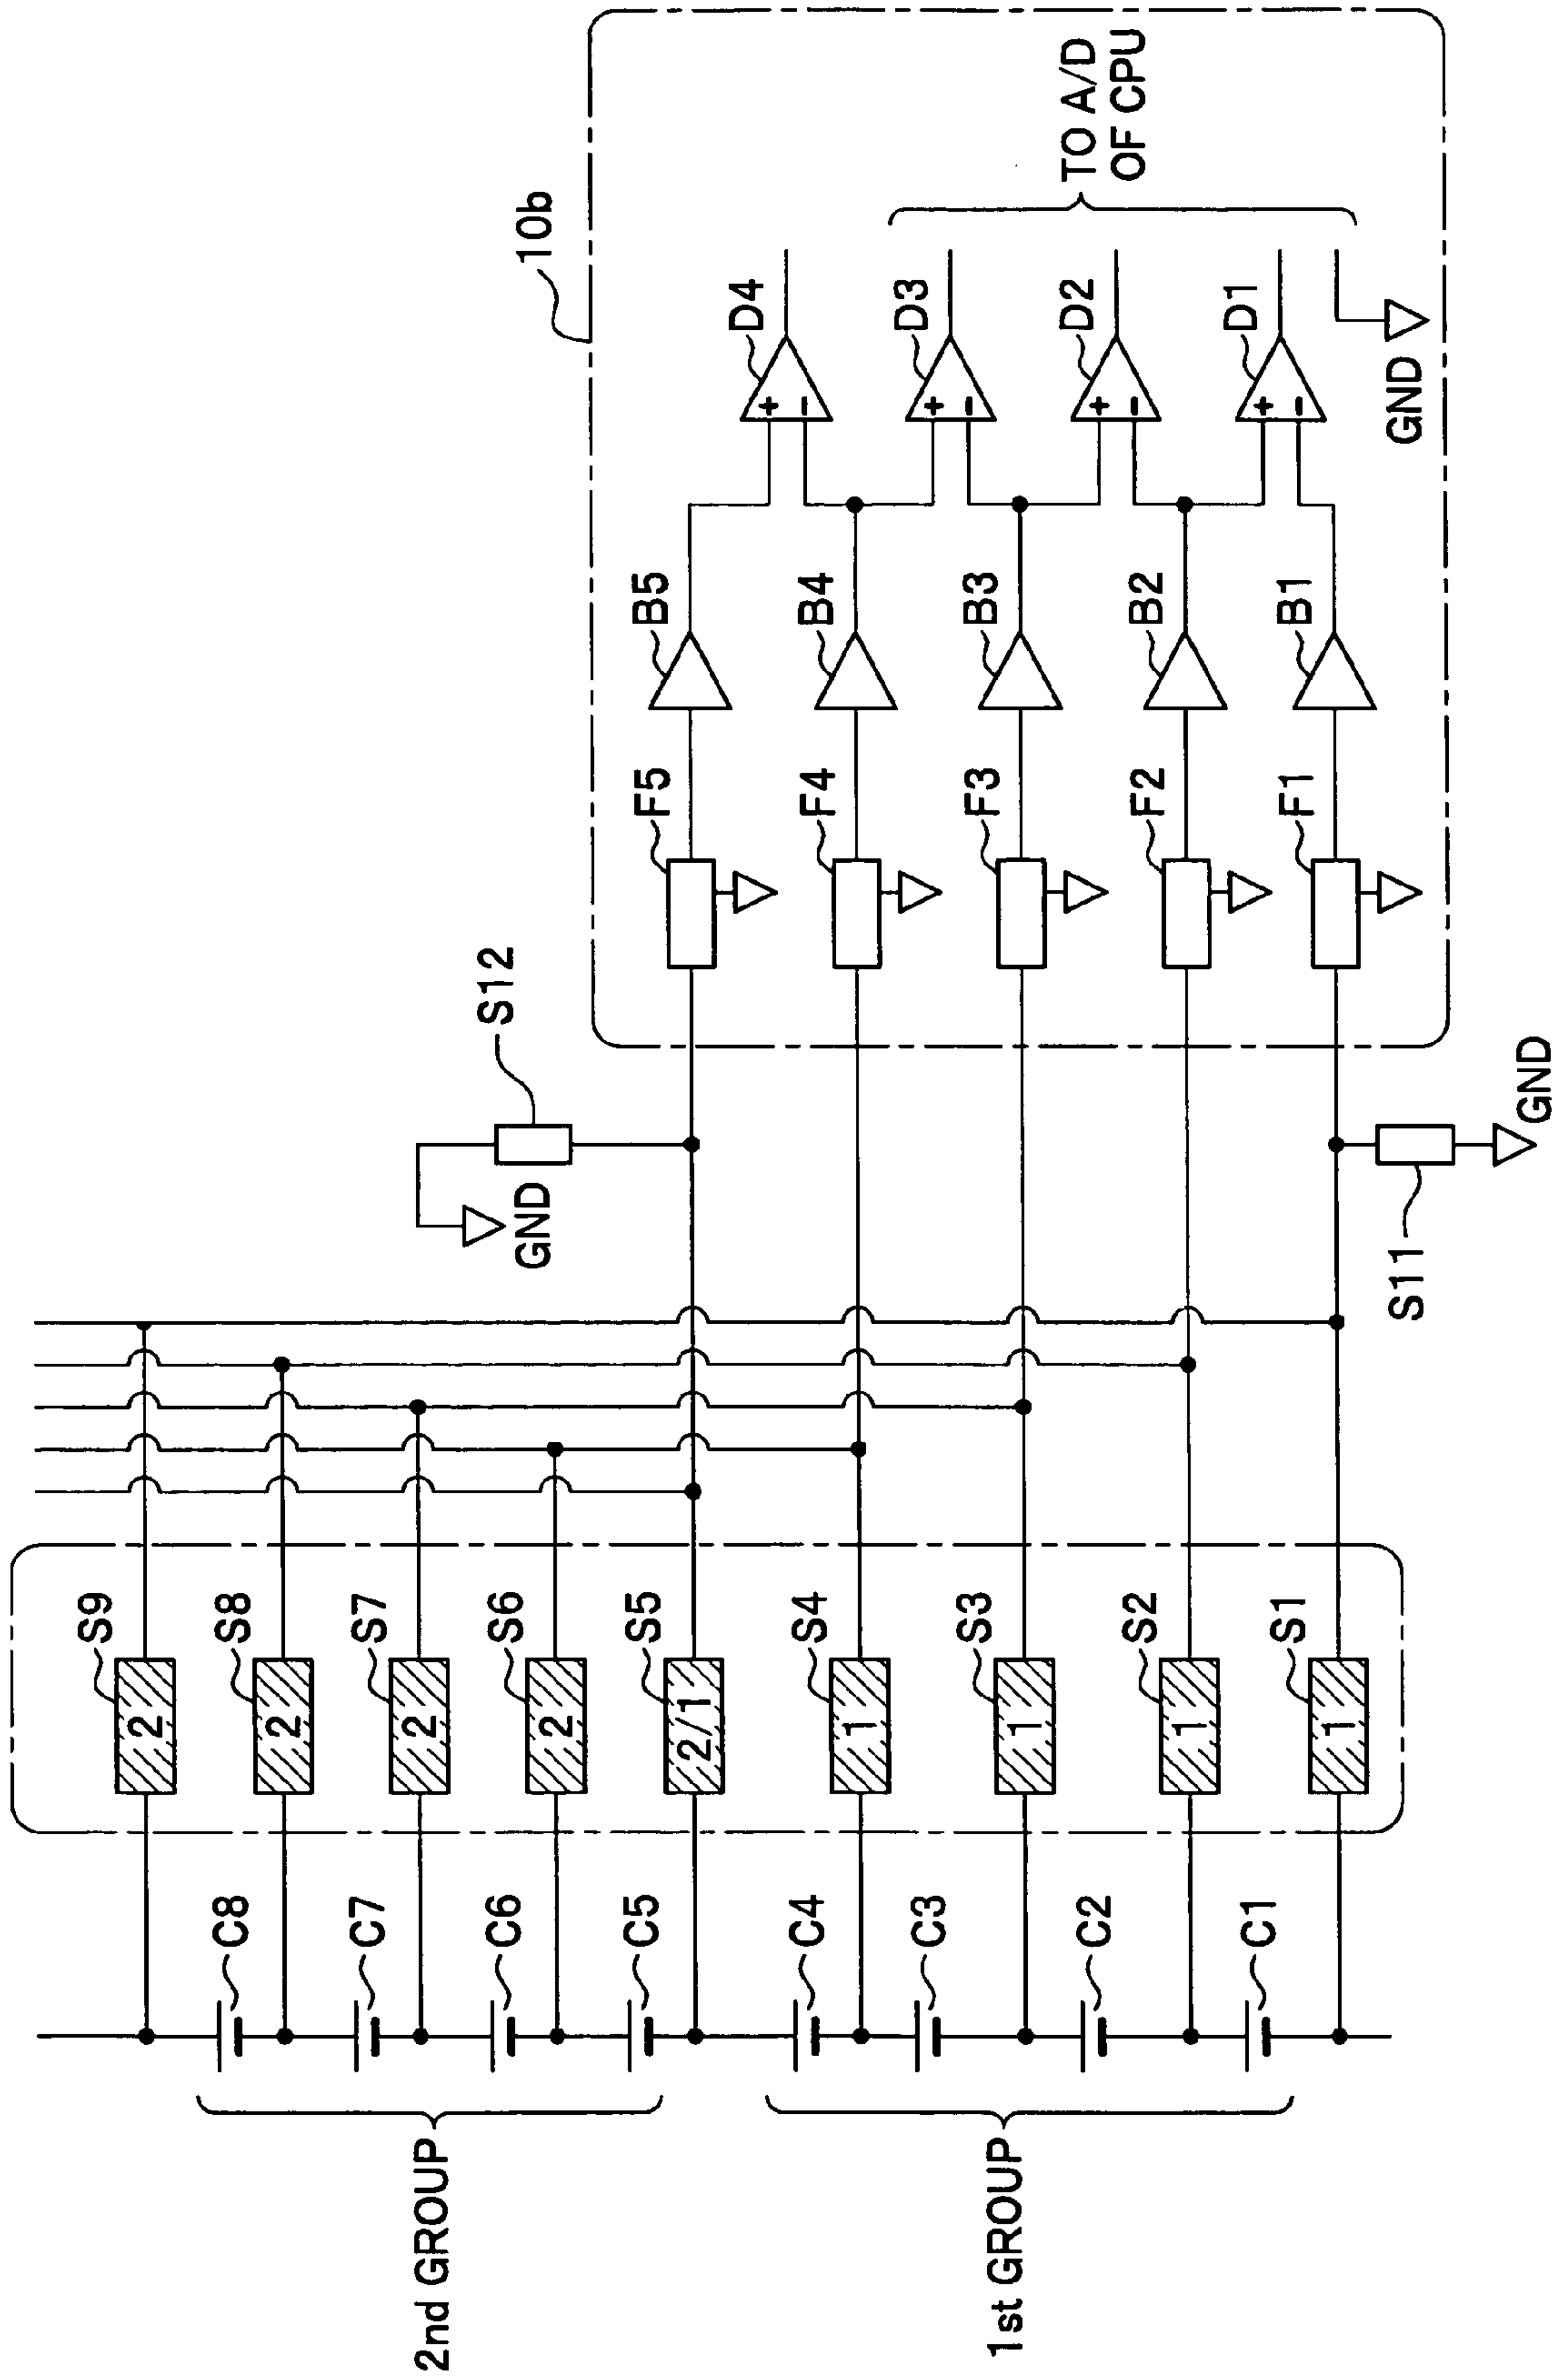 2nd GROUP
1st GROUP
C8
C7
C6
C5
C4
C3
C2
C1
S9
S8
S7
S6
S5
S4
S3
S2
S1
2
2
2
2
2/1
1
1
1
1
GND
S12
S11
GND
10b
F5
F4
F3
F2
F1
B5
B4
B3
B2
B1
D4
D3
D2
D1
+
-
+
-
+
-
+
-
GND
TO A/D
OF CPU